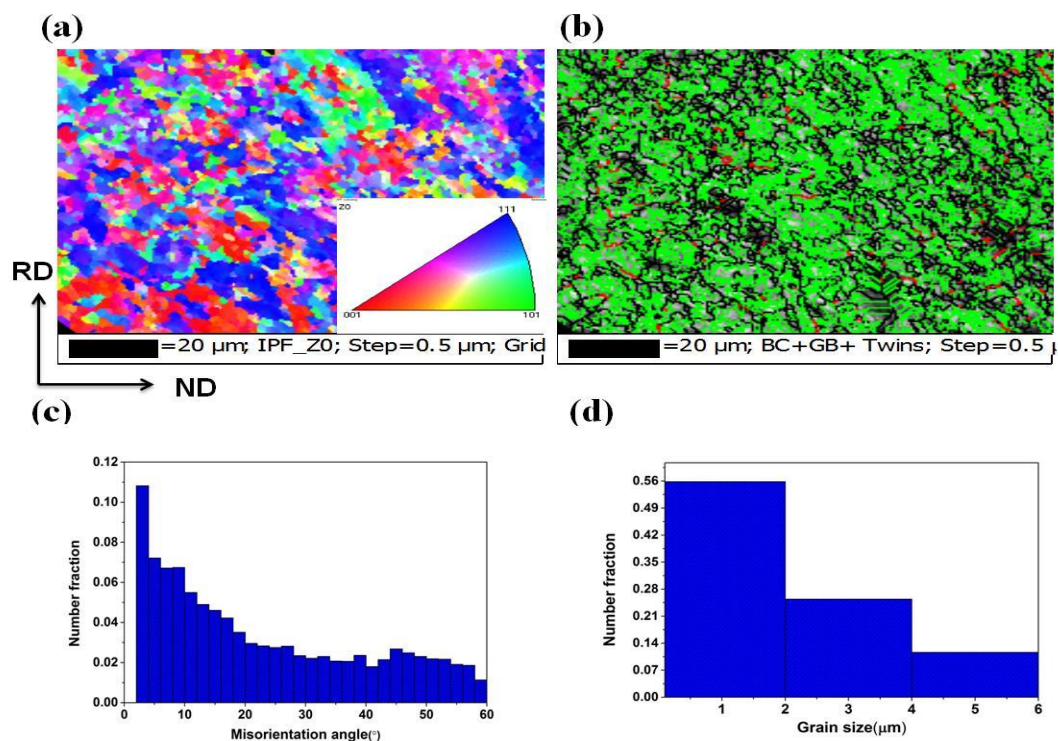 (a)
(b)
Z0
111
001
101
RD
ND
=20 µm; IPF_Z0; Step=0.5 µm; Grid
=20 µm; BC+GB+ Twins; Step=0.5 µ
(c)
(d)
0.12
0.10
0.08
0.06
0.04
0.02
0.00
Number fraction
0
10
20
30
40
50
60
Misorientation angle(°)
0.56
0.49
0.42
0.35
0.28
0.21
0.14
0.07
0.00
Number fraction
1
2
3
4
5
6
Grain size(µm)